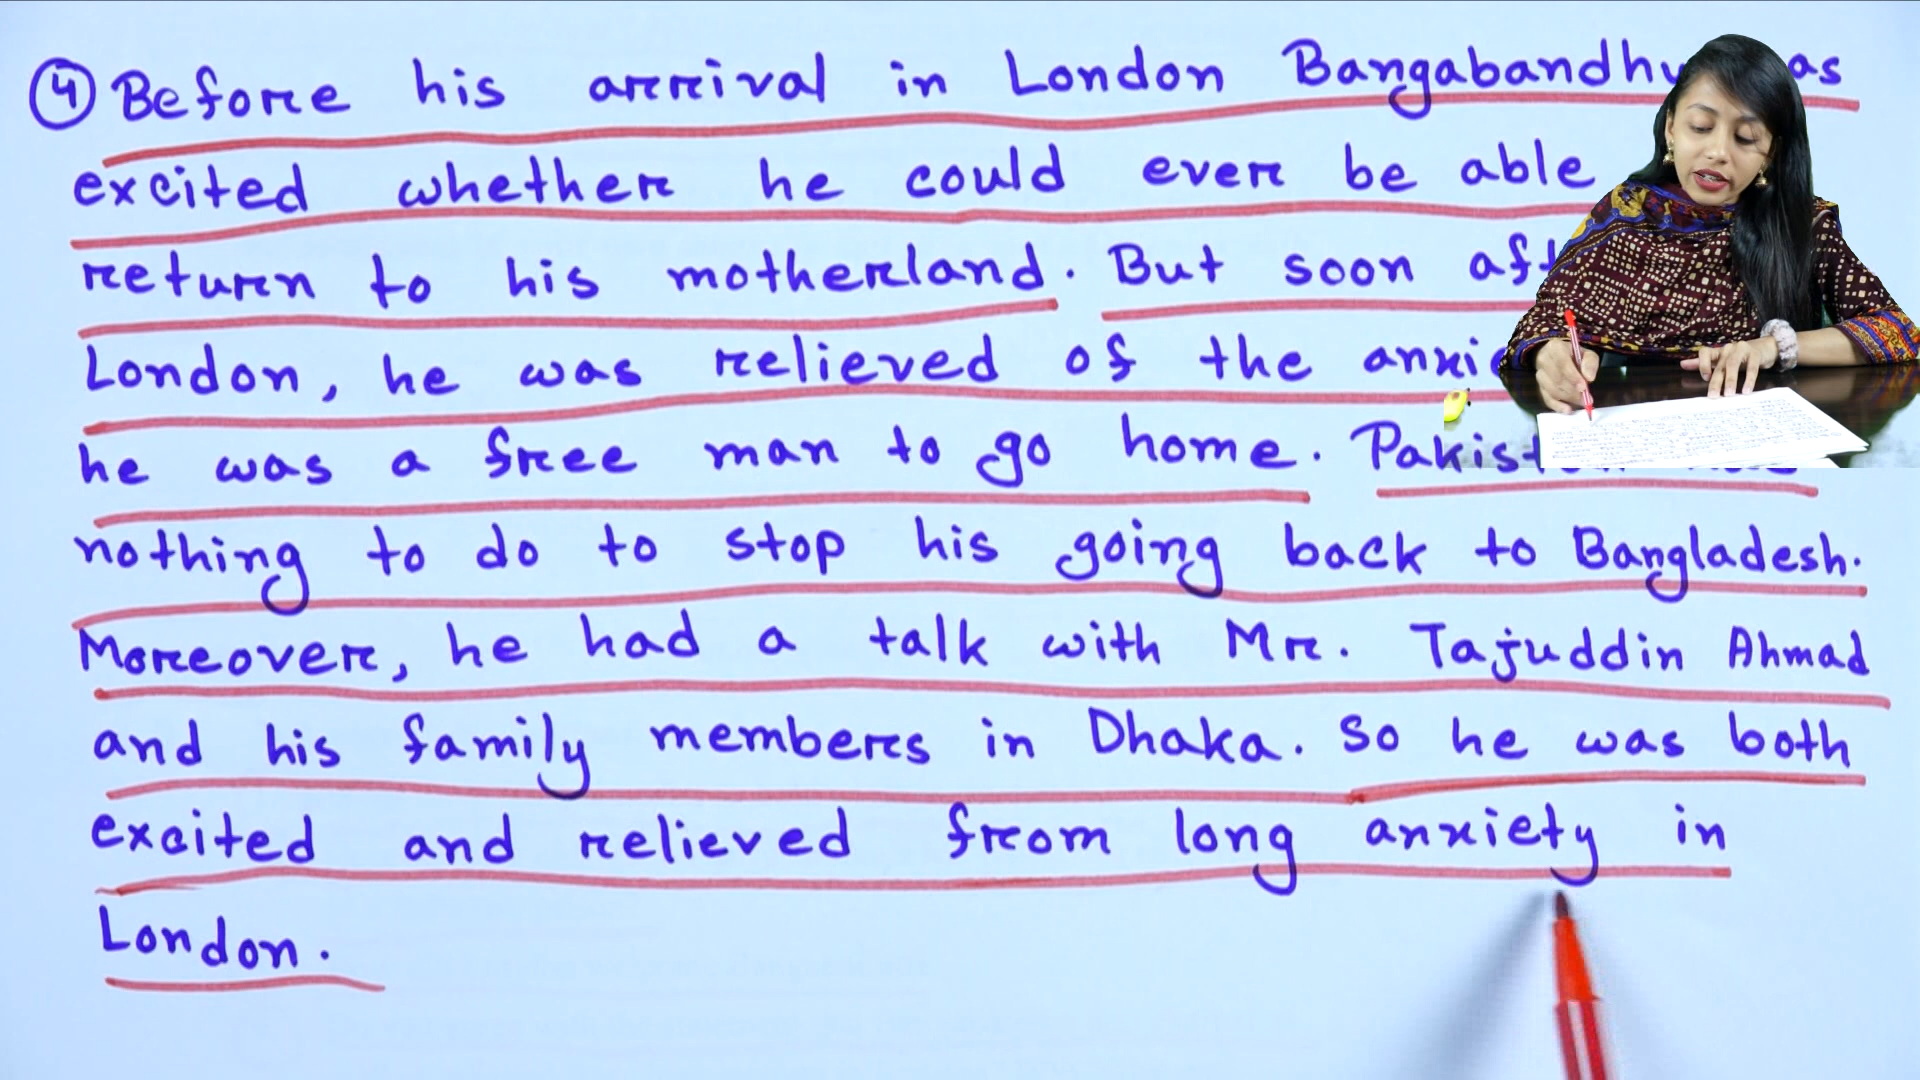 4 Before his arrival in London Bangabandhu
excited whether he could ever be able
return to his motherland. But soon
London, he was relieved of the
he was a free man to go home.
nothing to do to stop his going back to Bangladesh.
Moreover, he had a talk with Mr. Tajuddin Ahmad
and his family members in Dhaka. So he was both
excited and relieved from long anxiety in
London.